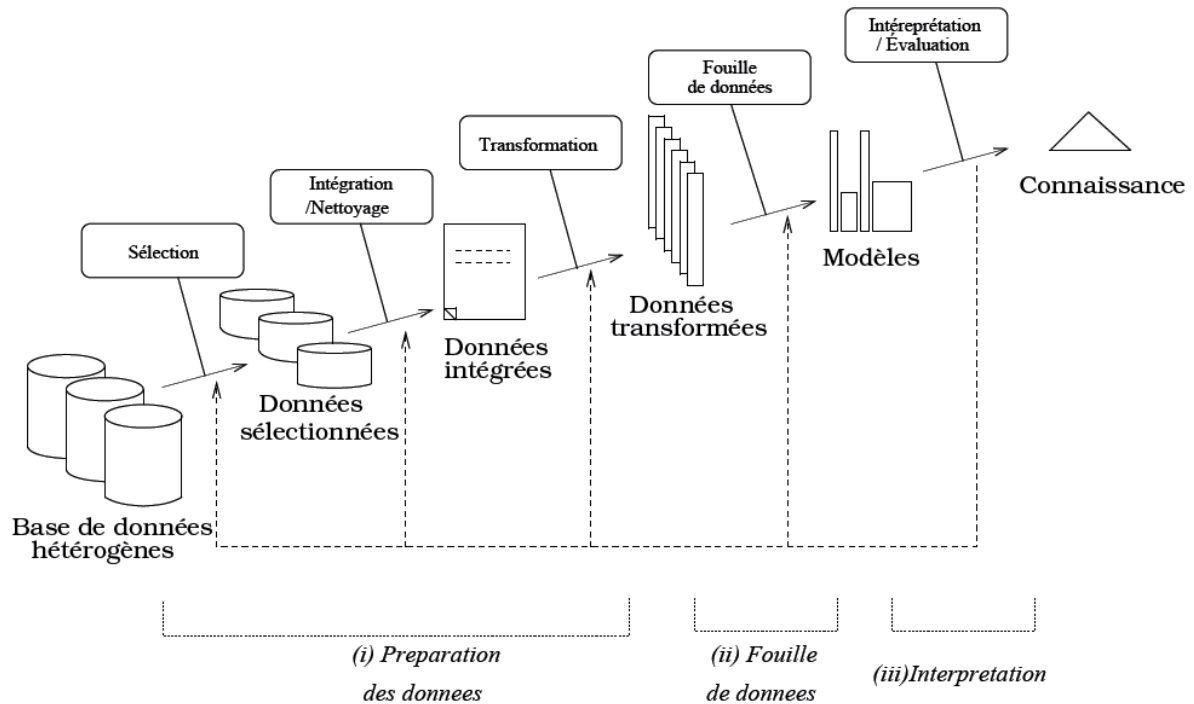 Intéreprétation
/ Évaluation
Fouille
de données
Transformation
Intégration
/Nettoyage
Sélection
Connaissance
Modèles
Données
transformées
Données
intégrées
Données
sélectionnées
Base de données
hétérogènes
(i) Preparation
des donnees
(ii) Fouille
de donnees
(iii)Interpretation